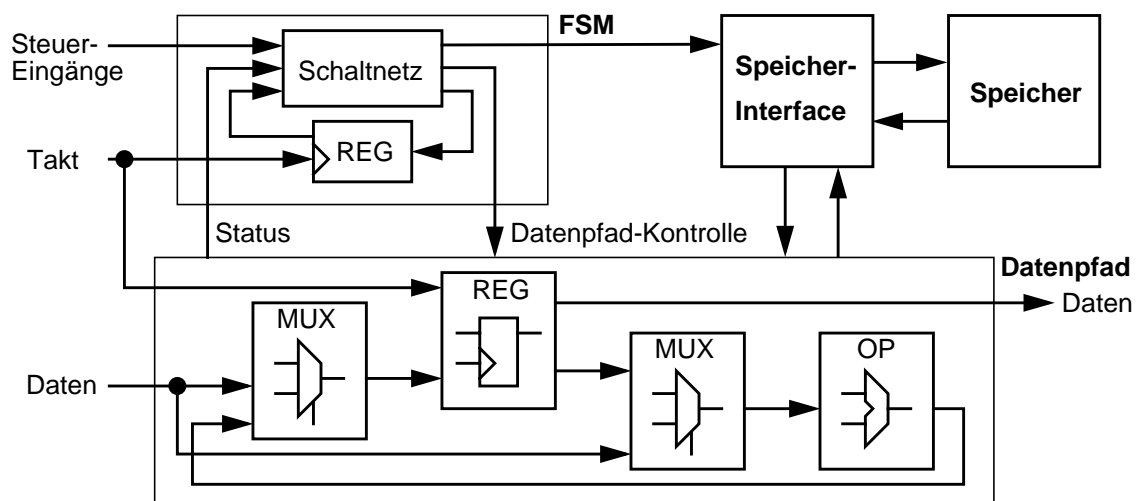 Steuer-
Eingänge
FSM
Schaltnetz
REG
Speicher-
Interface
Speicher
Takt
Status
Datenpfad-Kontrolle
Datenpfad
REG
Daten
MUX
MUX
OP
Daten